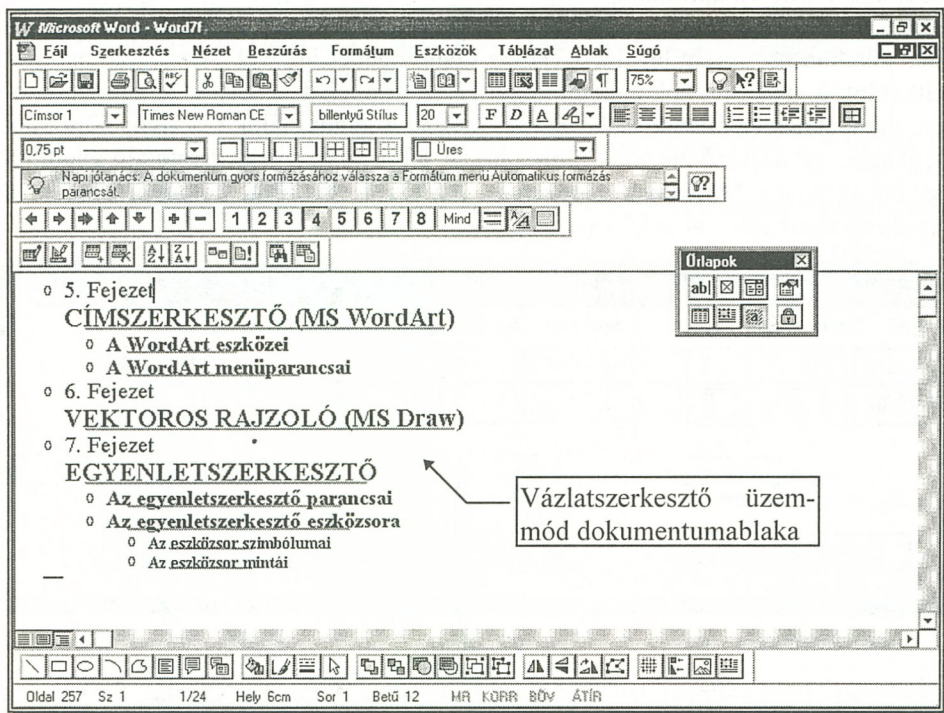 Microsoft Word - Word7f
Fájl Szerkesztés Nézet Beszúrás Formátum Eszközök Táblázat Ablak Súgó
75%
Címsor 1 Times New Roman CE billentyű Stílus 20 F D A
0,75 pt Üres
Napi jótanács: A dokumentum gyors formázásához válassza a Formátum menü Automatikus formázás
parancsát.
1 2 3 4 5 6 7 8 Mind
Űrlapok
ab|
5. Fejezet
CÍMSZERKESZTŐ (MS WordArt)
A WordArt eszközei
A WordArt menüparancsai
6. Fejezet
VEKTOROS RAJZOLÓ (MS Draw)
7. Fejezet
EGYENLETSZERKESZTŐ
Az egyenletszerkesztő parancsai
Az egyenletszerkesztő eszközsora
Az eszközsor szimbólumai
Az eszközsor mintái
Vázlatszerkesztő üzem-
mód dokumentumablaka
Oldal 257 Sz 1 1/24 Hely 6cm Sor 1 Betű 12 MR KORR BŐV ÁTÍR